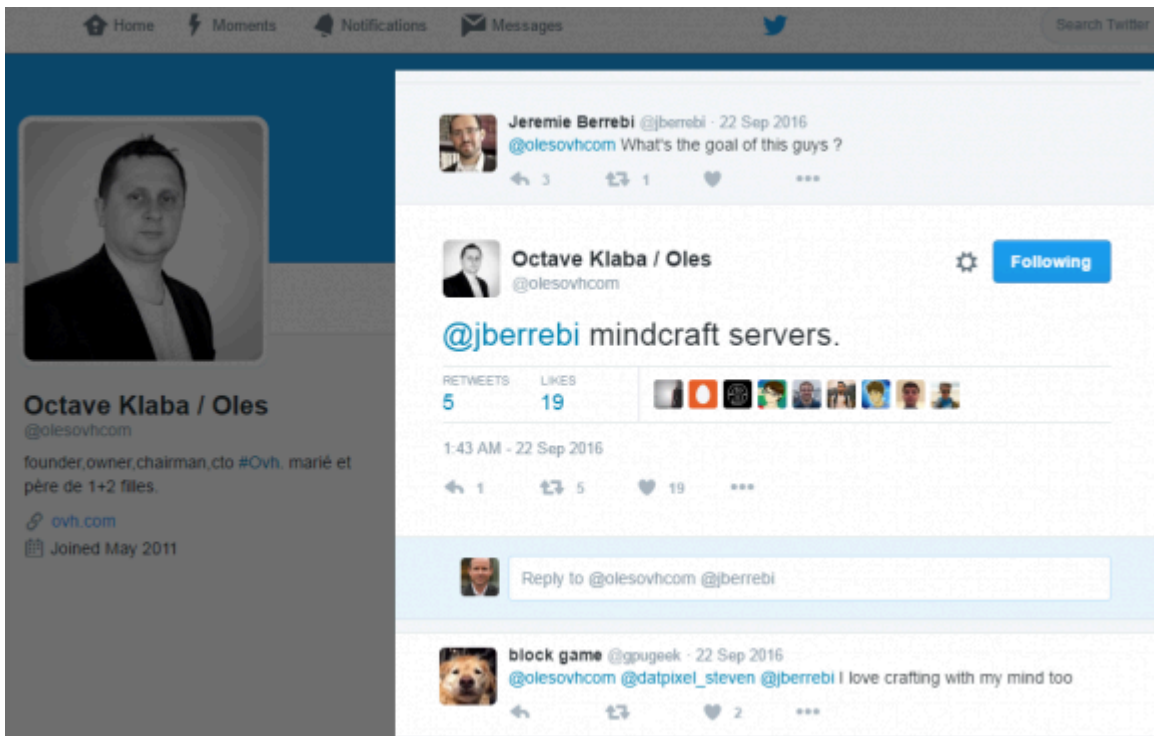 Home Moments Notifications Messages Search Twitter
Octave Klaba / Oles
@olesovhcom
founder,owner,chairman,cto #Ovh. marié et
père de 1+2 filles.
ovh.com
Joined May 2011
Jeremie Berrebi @jberrebi · 22 Sep 2016
@olesovhcom What's the goal of this guys ?
3 1
Octave Klaba / Oles
@olesovhcom
Following
@jberrebi mindcraft servers.
RETWEETS LIKES
5 19
1:43 AM - 22 Sep 2016
1 5 19
Reply to @olesovhcom @jberrebi
block game @gpugeek · 22 Sep 2016
@olesovhcom @datpixel_steven @jberrebi I love crafting with my mind too
2